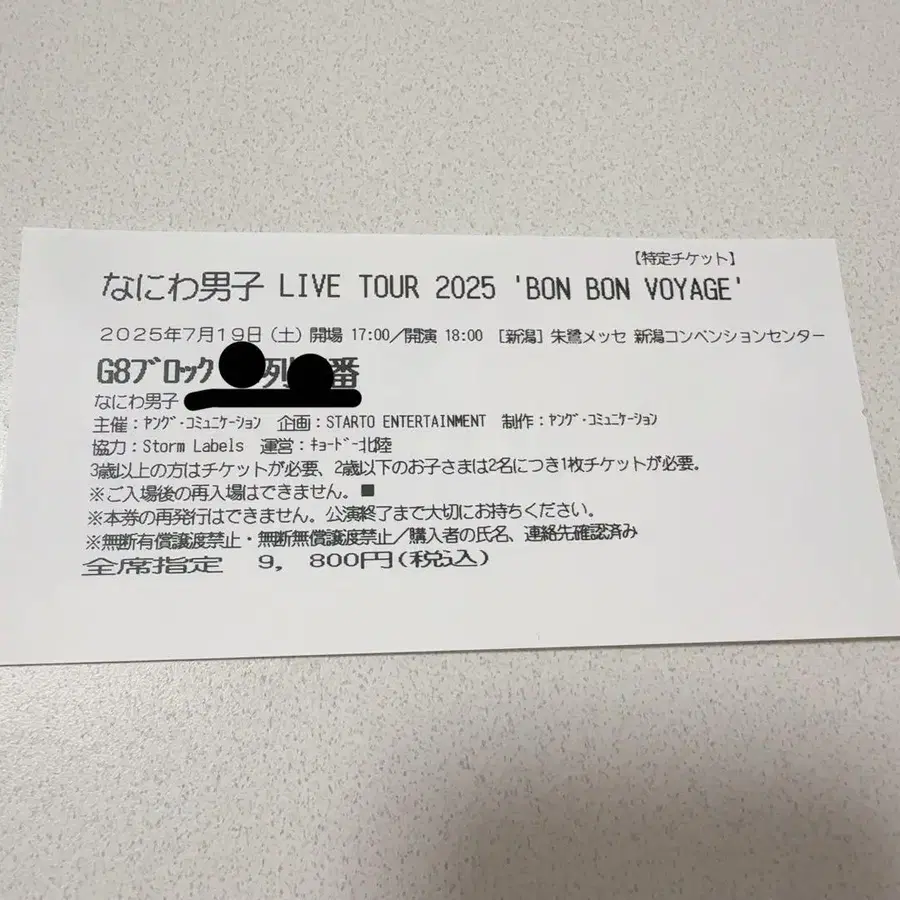 【特定チケット】
なにわ男子 LIVE TOUR 2025 'BON BON VOYAGE'
2025年7月19日(土) 開場 17:00/開演 18:00 [新潟] 朱鷺メッセ 新潟コンベンションセンター
G8ブロック 列 番
なにわ男子
主催:ヤング・コミュニケーション 企画:STARTO ENTERTAINMENT 制作:ヤング・コミュニケーション
協力:Storm Labels 運営:キョードー北陸
3歳以上の方はチケットが必要、2歳以下のお子さまは2名につき1枚チケットが必要。
※ご入場後の再入場はできません。■
※本券の再発行はできません。公演終了まで大切にお持ちください。
※無断有償譲渡禁止・無断無償譲渡禁止/購入者の氏名、連絡先確認済み
全席指定 9,800円(税込)